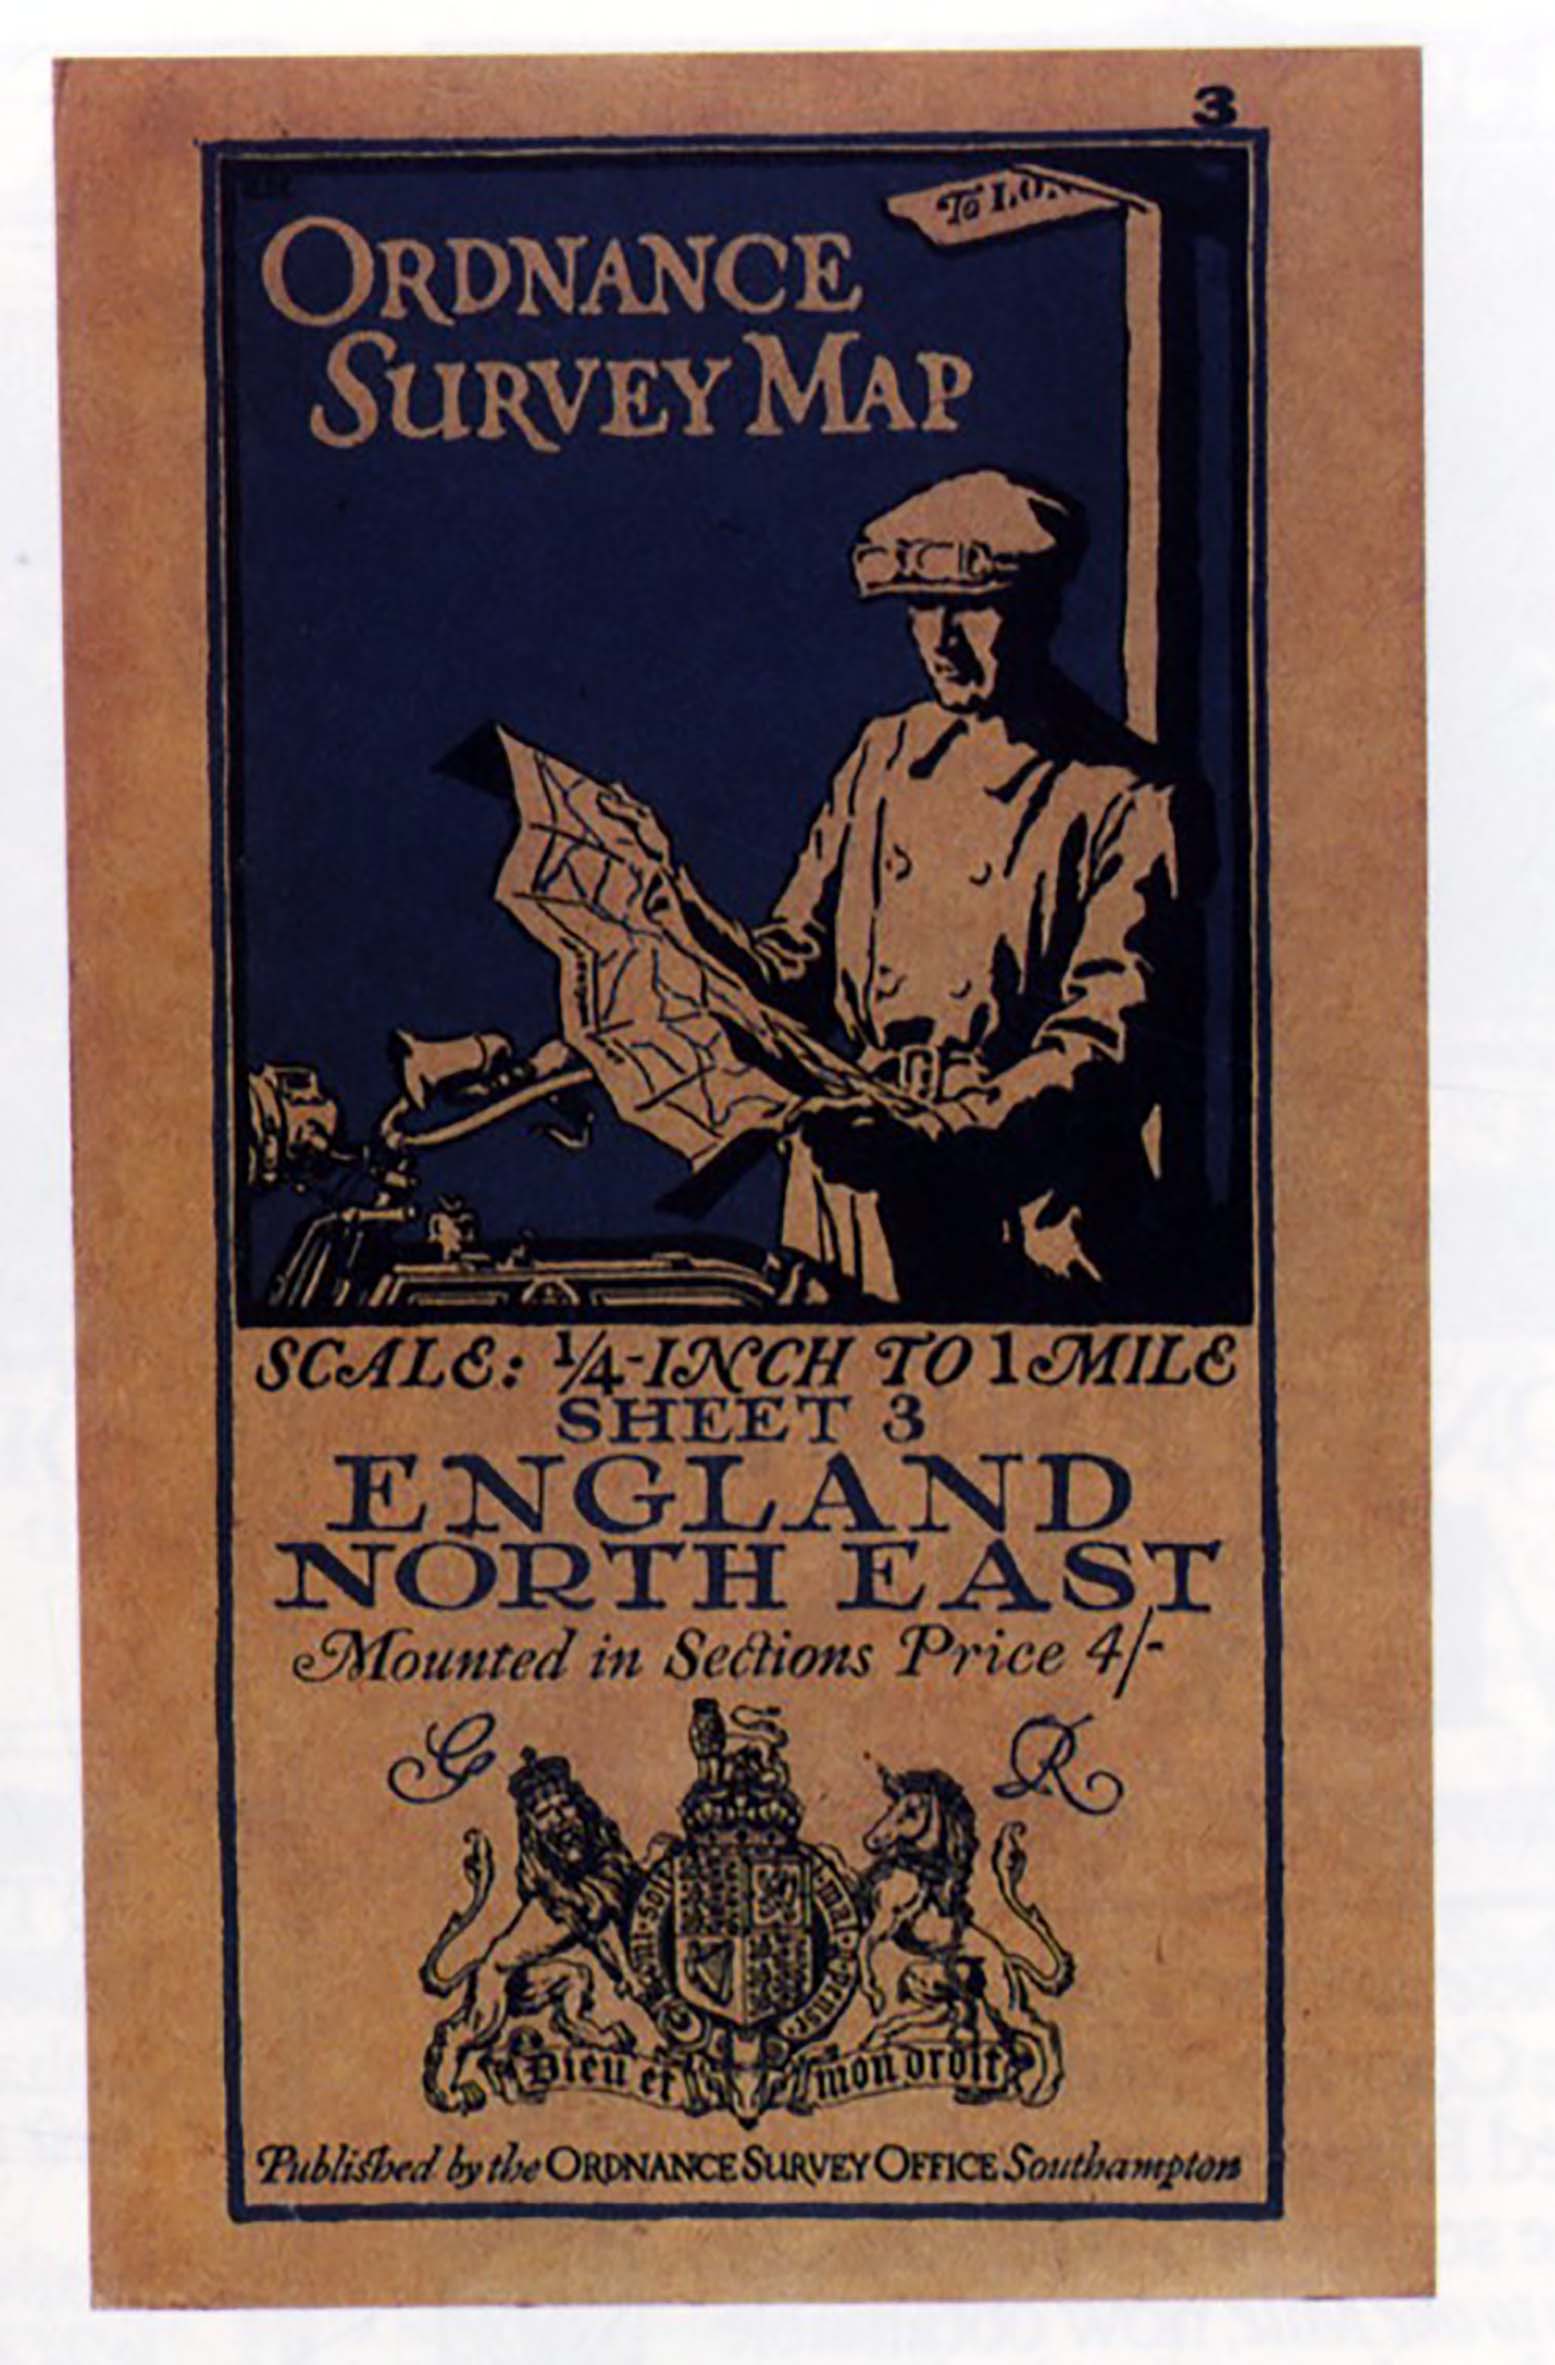 3
To LON
ORDNANCE
SURVEY MAP
SCALE: 1/4-INCH TO 1 MILE
SHEET 3
ENGLAND
NORTH EAST
Mounted in Sections Price 4/-
G R
Dieu et mon droit
Published by the ORDNANCE SURVEY OFFICE Southampton